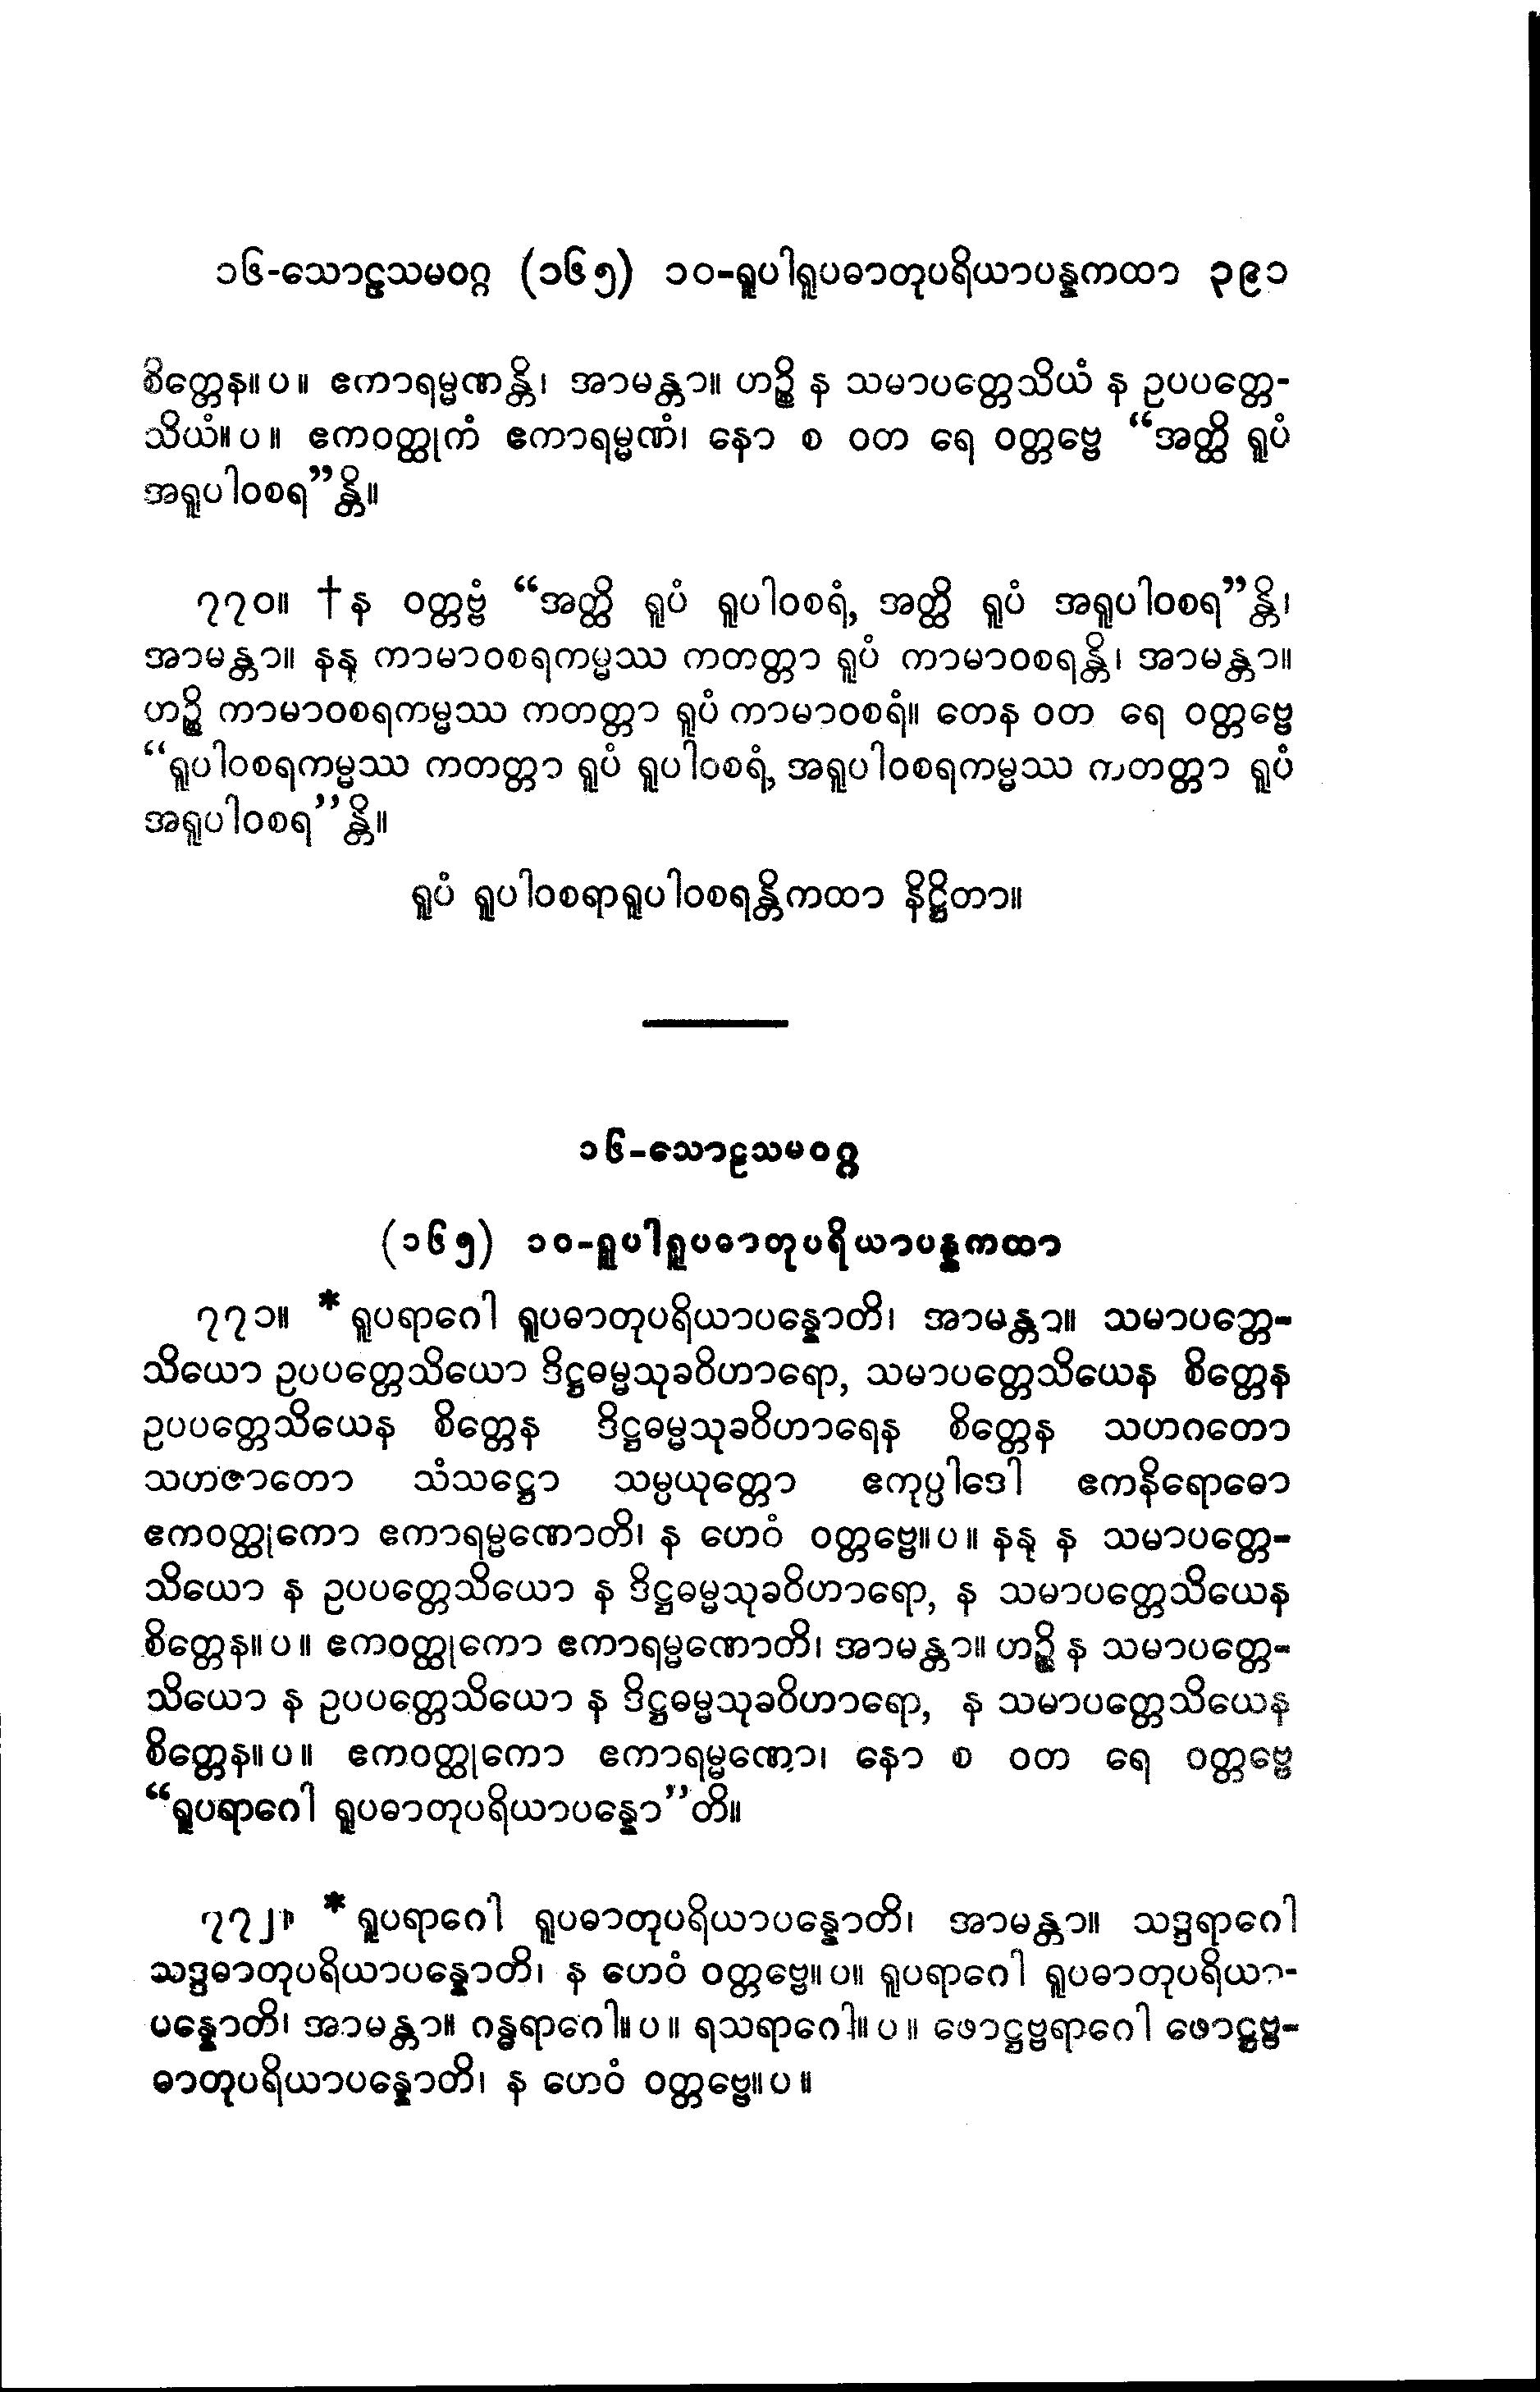 ၁၆-သောဠသမဝဂ္ဂ (၁၆၅) ၁၀-ရူပါရူပဓာတုပရိယာပန္နကထာ ၃၉၁
စိတ္တေန။ပ။ ဧကာရမ္မဏန္တိ၊ အာမန္တာ။ ဟဉ္စိ န သမာပတ္တေသိယံ န ဥပပတ္တေ-
သိယံ။ပ။ ဧကဝတ္ထုကံ ဧကာရမ္မဏံ၊ နော စ ဝတ ရေ ဝတ္တဗ္ဗေ “အတ္ထိ ရူပံ
အရူပါဝစရ”န္တိ။
၇၇၀။ †န ဝတ္တဗ္ဗံ “အတ္ထိ ရူပံ ရူပါဝစရံ, အတ္ထိ ရူပံ အရူပါဝစရ”န္တိ၊
အာမန္တာ။ နနု ကာမာဝစရကမ္မဿ ကတတ္တာ ရူပံ ကာမာဝစရန္တိ၊ အာမန္တာ။
ဟဉ္စိ ကာမာဝစရကမ္မဿ ကတတ္တာ ရူပံ ကာမာဝစရံ။ တေန ဝတ ရေ ဝတ္တဗ္ဗေ
“ရူပါဝစရကမ္မဿ ကတတ္တာ ရူပံ ရူပါဝစရံ, အရူပါဝစရကမ္မဿ ကတတ္တာ ရူပံ
အရူပါဝစရ”န္တိ။
ရူပံ ရူပါဝစရာရူပါဝစရန္တိကထာ နိဋ္ဌိတာ။
၁၆-သောဠသမဝဂ္ဂ
(၁၆၅) ၁၀-ရူပါရူပဓာတုပရိယာပန္နကထာ
၇၇၁။ *ရူပရာဂေါ ရူပဓာတုပရိယာပန္နောတိ၊ အာမန္တာ။ သမာပတ္တေ-
သိယော ဥပပတ္တေသိယော ဒိဋ္ဌဓမ္မသုခဝိဟာရော, သမာပတ္တေသိယေန စိတ္တေန
ဥပပတ္တေသိယေန စိတ္တေန ဒိဋ္ဌဓမ္မသုခဝိဟာရေန စိတ္တေန သဟဂတော
သဟဇာတော သံသဋ္ဌော သမ္ပယုတ္တော ဧကုပ္ပါဒေါ ဧကနိရောဓော
ဧကဝတ္ထုကော ဧကာရမ္မဏောတိ၊ န ဟေဝံ ဝတ္တဗ္ဗေ။ပ။ နနု န သမာပတ္တေ-
သိယော န ဥပပတ္တေသိယော န ဒိဋ္ဌဓမ္မသုခဝိဟာရော, န သမာပတ္တေသိယေန
စိတ္တေန။ပ။ ဧကဝတ္ထုကော ဧကာရမ္မဏောတိ၊ အာမန္တာ။ ဟဉ္စိ န သမာပတ္တေ-
သိယော န ဥပပတ္တေသိယော န ဒိဋ္ဌဓမ္မသုခဝိဟာရော, န သမာပတ္တေသိယေန
စိတ္တေန။ပ။ ဧကဝတ္ထုကော ဧကာရမ္မဏော၊ နော စ ဝတ ရေ ဝတ္တဗ္ဗေ
“ရူပရာဂေါ ရူပဓာတုပရိယာပန္နော”တိ။
၇၇၂။ *ရူပရာဂေါ ရူပဓာတုပရိယာပန္နောတိ၊ အာမန္တာ။ သဒ္ဒရာဂေါ
သဒ္ဒဓာတုပရိယာပန္နောတိ၊ န ဟေဝံ ဝတ္တဗ္ဗေ။ပ။ ရူပရာဂေါ ရူပဓာတုပရိယာ-
ပန္နောတိ၊ အာမန္တာ။ ဂန္ဓရာဂေါ။ပ။ ရသရာဂေါ။ပ။ ဖောဋ္ဌဗ္ဗရာဂေါ ဖောဋ္ဌဗ္ဗ-
ဓာတုပရိယာပန္နောတိ၊ န ဟေဝံ ဝတ္တဗ္ဗေ။ပ။